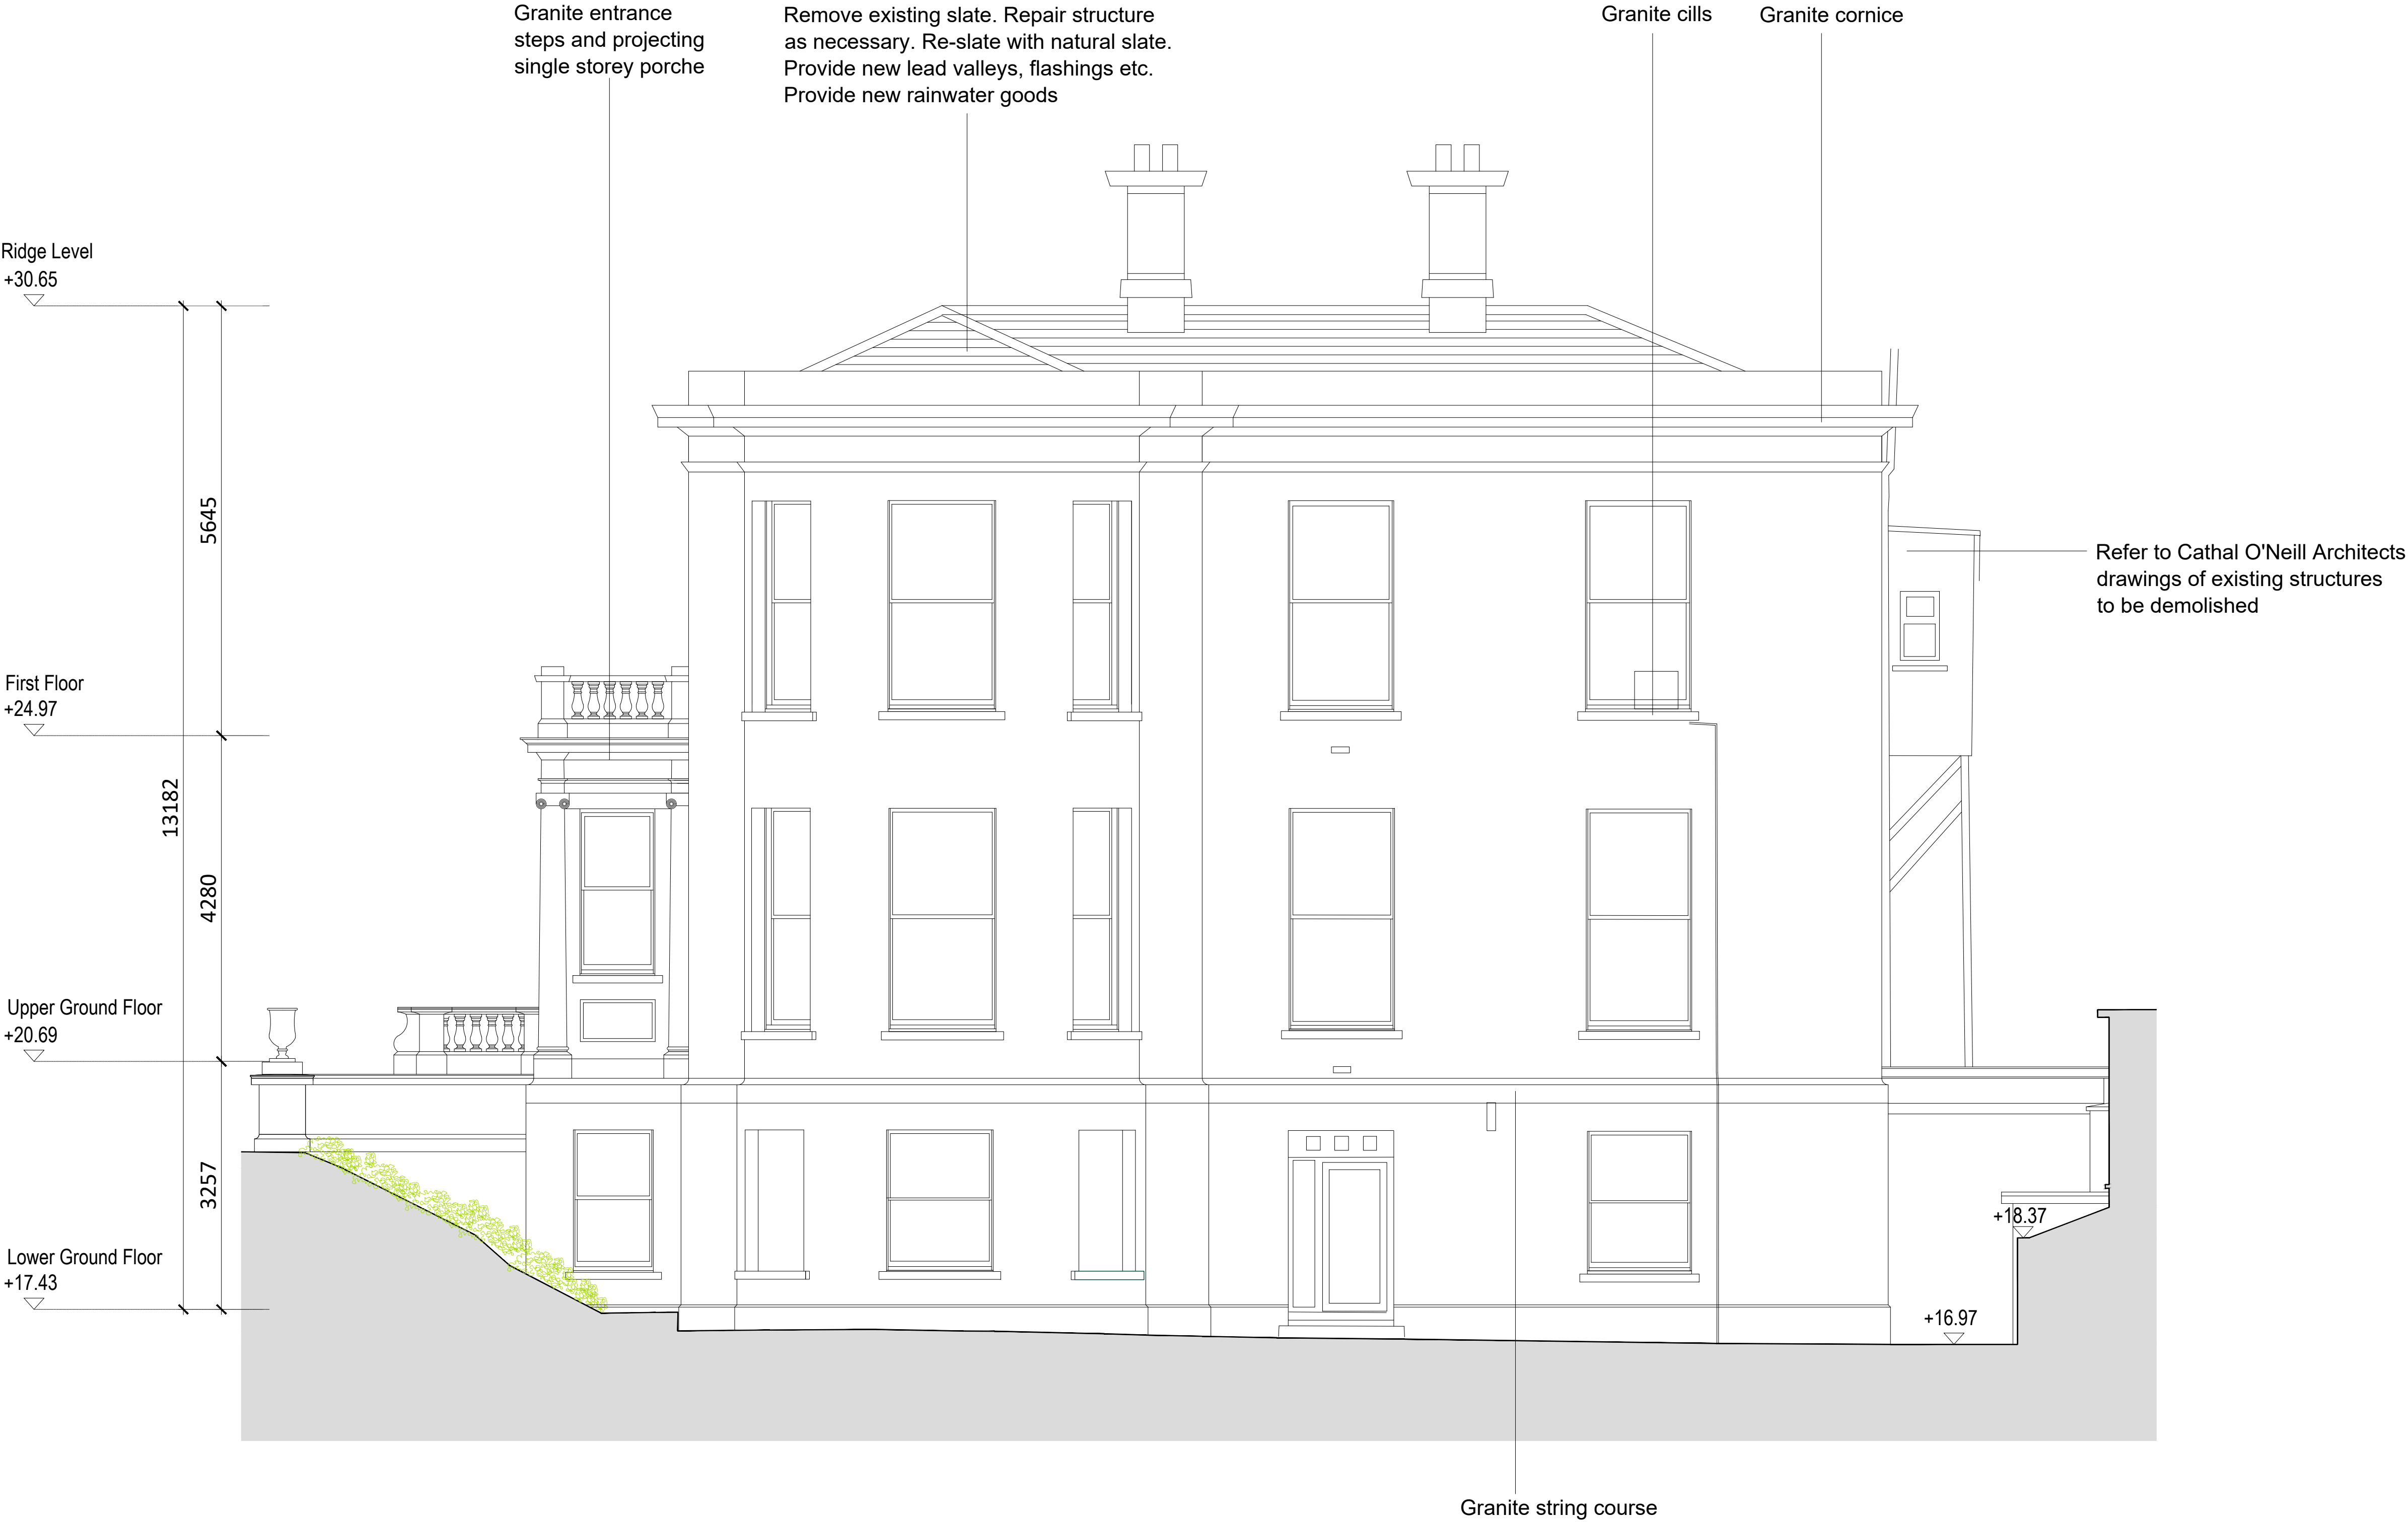 Granite entrance
steps and projecting
single storey porche
Remove existing slate. Repair structure
as necessary. Re-slate with natural slate.
Provide new lead valleys, flashings etc.
Provide new rainwater goods
Granite cills
Granite cornice
Ridge Level
+30.65
5645
Refer to Cathal O'Neill Architects
drawings of existing structures
to be demolished
First Floor
+24.97
13182
4280
Upper Ground Floor
+20.69
3257
+18.37
Lower Ground Floor
+17.43
+16.97
Granite string course